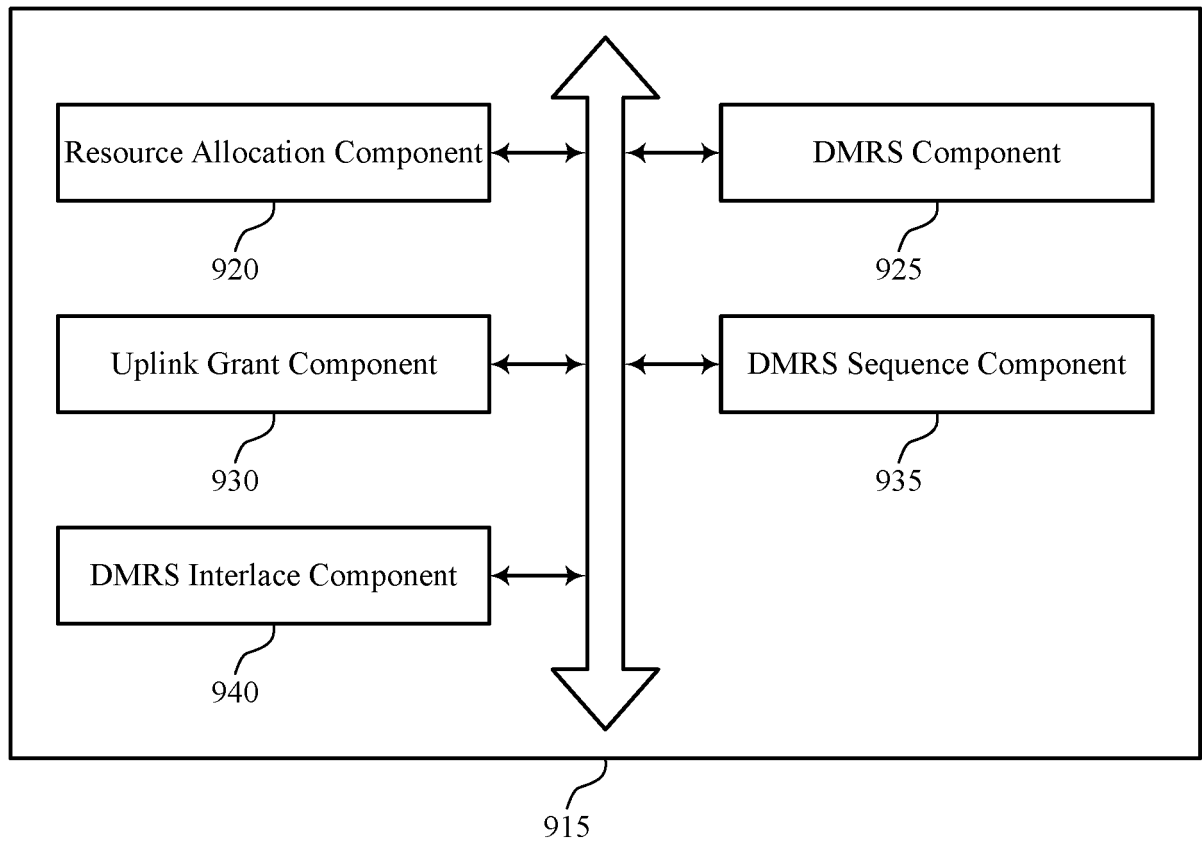 Resource Allocation Component
DMRS Component
920
925
Uplink Grant Component
DMRS Sequence Component
930
935
DMRS Interlace Component
940
915